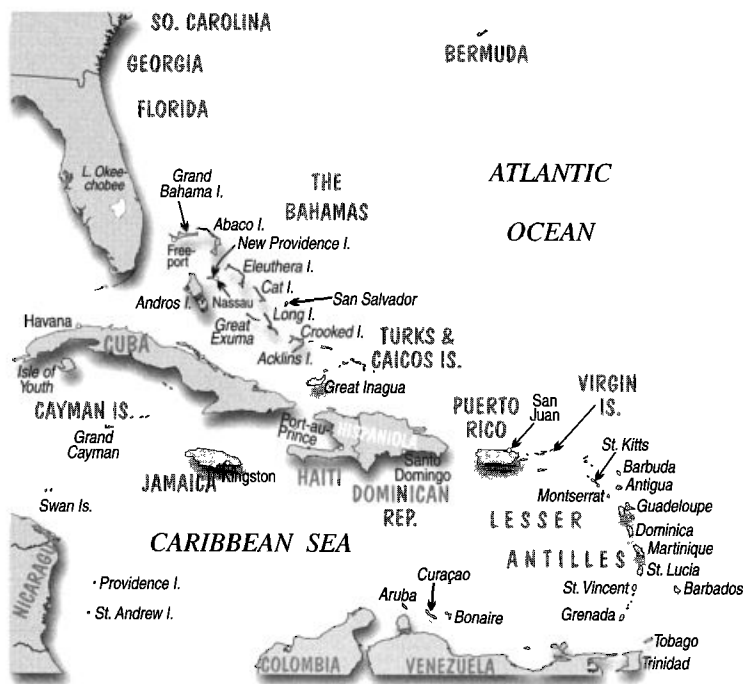 SO. CAROLINA
BERMUDA
GEORGIA
FLORIDA
L. Okee-
chobee
Grand
Bahama I.
THE
BAHAMAS
ATLANTIC
OCEAN
Abaco I.
New Providence I.
Free-
port
Eleuthera I.
Cat I.
San Salvador
Andros I.
Nassau
Long I.
Great
Exuma
Crooked I.
Acklins I.
Havana
CUBA
TURKS &
CAICOS IS.
Isle of
Youth
Great Inagua
CAYMAN IS.
Grand
Cayman
Port-au-
Prince
HISPANIOLA
PUERTO
RICO
San
Juan
VIRGIN
IS.
St. Kitts
JAMAICA
Kingston
HAITI
Santo
Domingo
DOMINICAN
REP.
Barbuda
Antigua
Montserrat
Guadeloupe
Swan Is.
LESSER
ANTILLES
Dominica
CARIBBEAN SEA
Martinique
St. Lucia
NICARAGUA
Providence I.
St. Andrew I.
Aruba
Curaçao
Bonaire
St. Vincent
Barbados
Grenada
Tobago
Trinidad
COLOMBIA
VENEZUELA